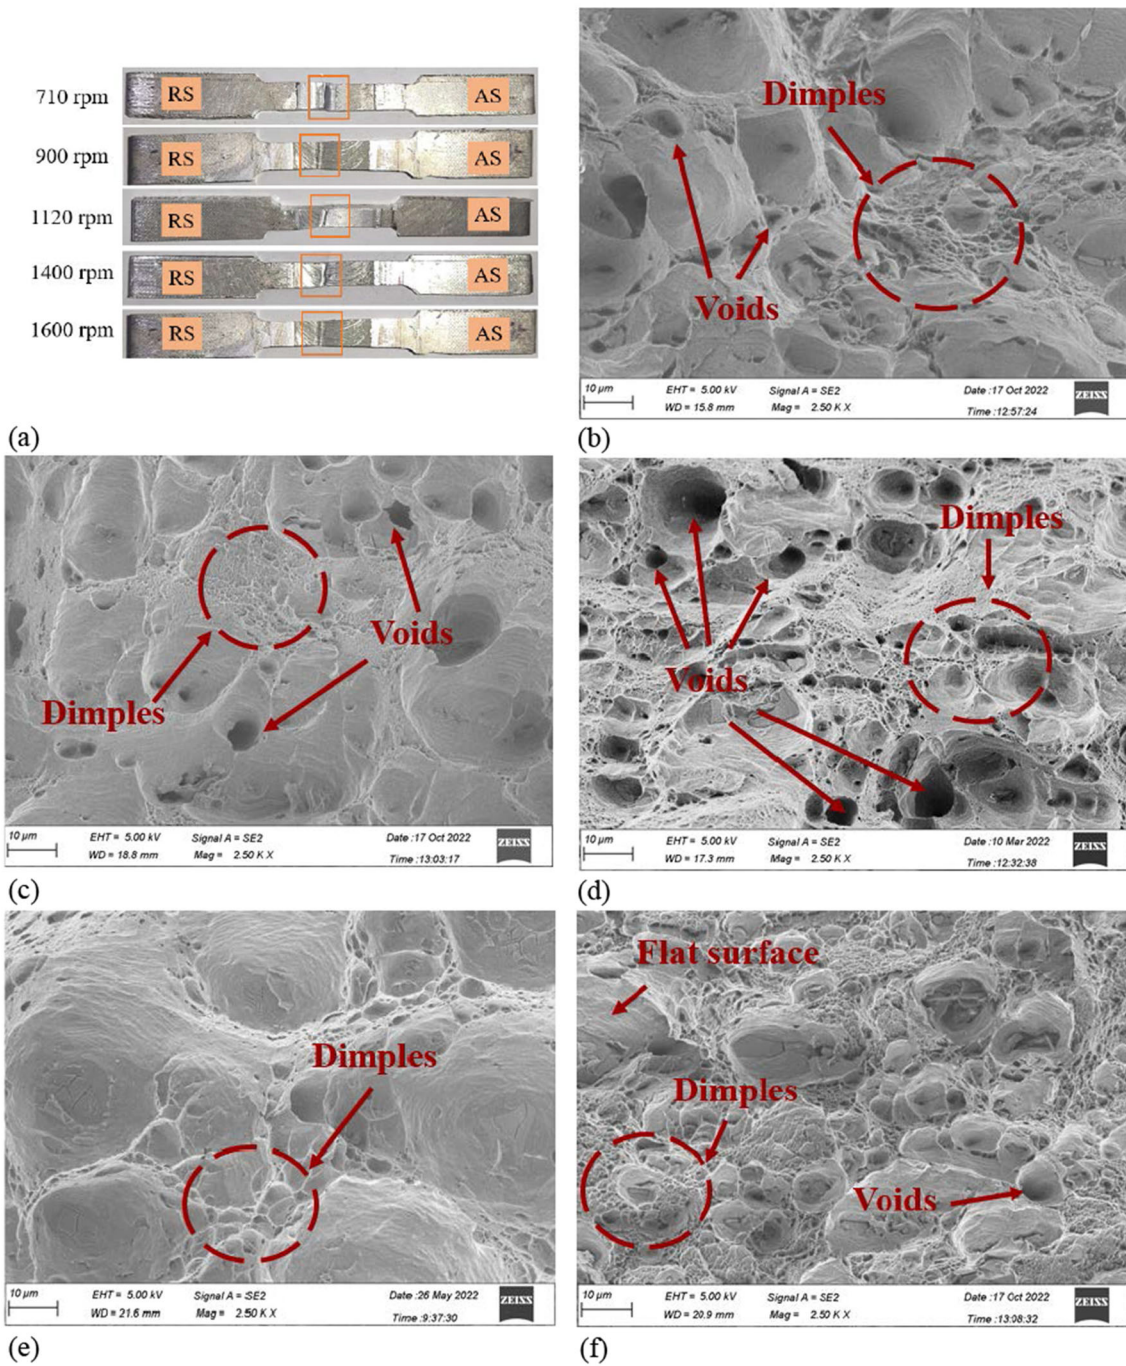 710 rpm
RS
AS
900 rpm
RS
AS
1120 rpm
RS
AS
1400 rpm
RS
AS
1600 rpm
RS
AS
(a)
Dimples
Voids
10 µm
EHT = 5.00 kV
Signal A = SE2
Date :17 Oct 2022
WD = 15.8 mm
Mag = 2.50 K X
Time :12:57:24
ZEISS
(b)
Voids
Dimples
10 µm
EHT = 5.00 kV
Signal A = SE2
Date :17 Oct 2022
WD = 18.8 mm
Mag = 2.50 K X
Time :13:03:17
ZEISS
(c)
Dimples
Voids
10 µm
EHT = 5.00 kV
Signal A = SE2
Date :10 Mar 2022
WD = 17.3 mm
Mag = 2.50 K X
Time :12:32:38
ZEISS
(d)
Dimples
10 µm
EHT = 5.00 kV
Signal A = SE2
Date :26 May 2022
WD = 21.6 mm
Mag = 2.50 K X
Time :9:37:30
ZEISS
(e)
Flat surface
Dimples
Voids
10 µm
EHT = 5.00 kV
Signal A = SE2
Date :17 Oct 2022
WD = 20.9 mm
Mag = 2.50 K X
Time :13:08:32
ZEISS
(f)